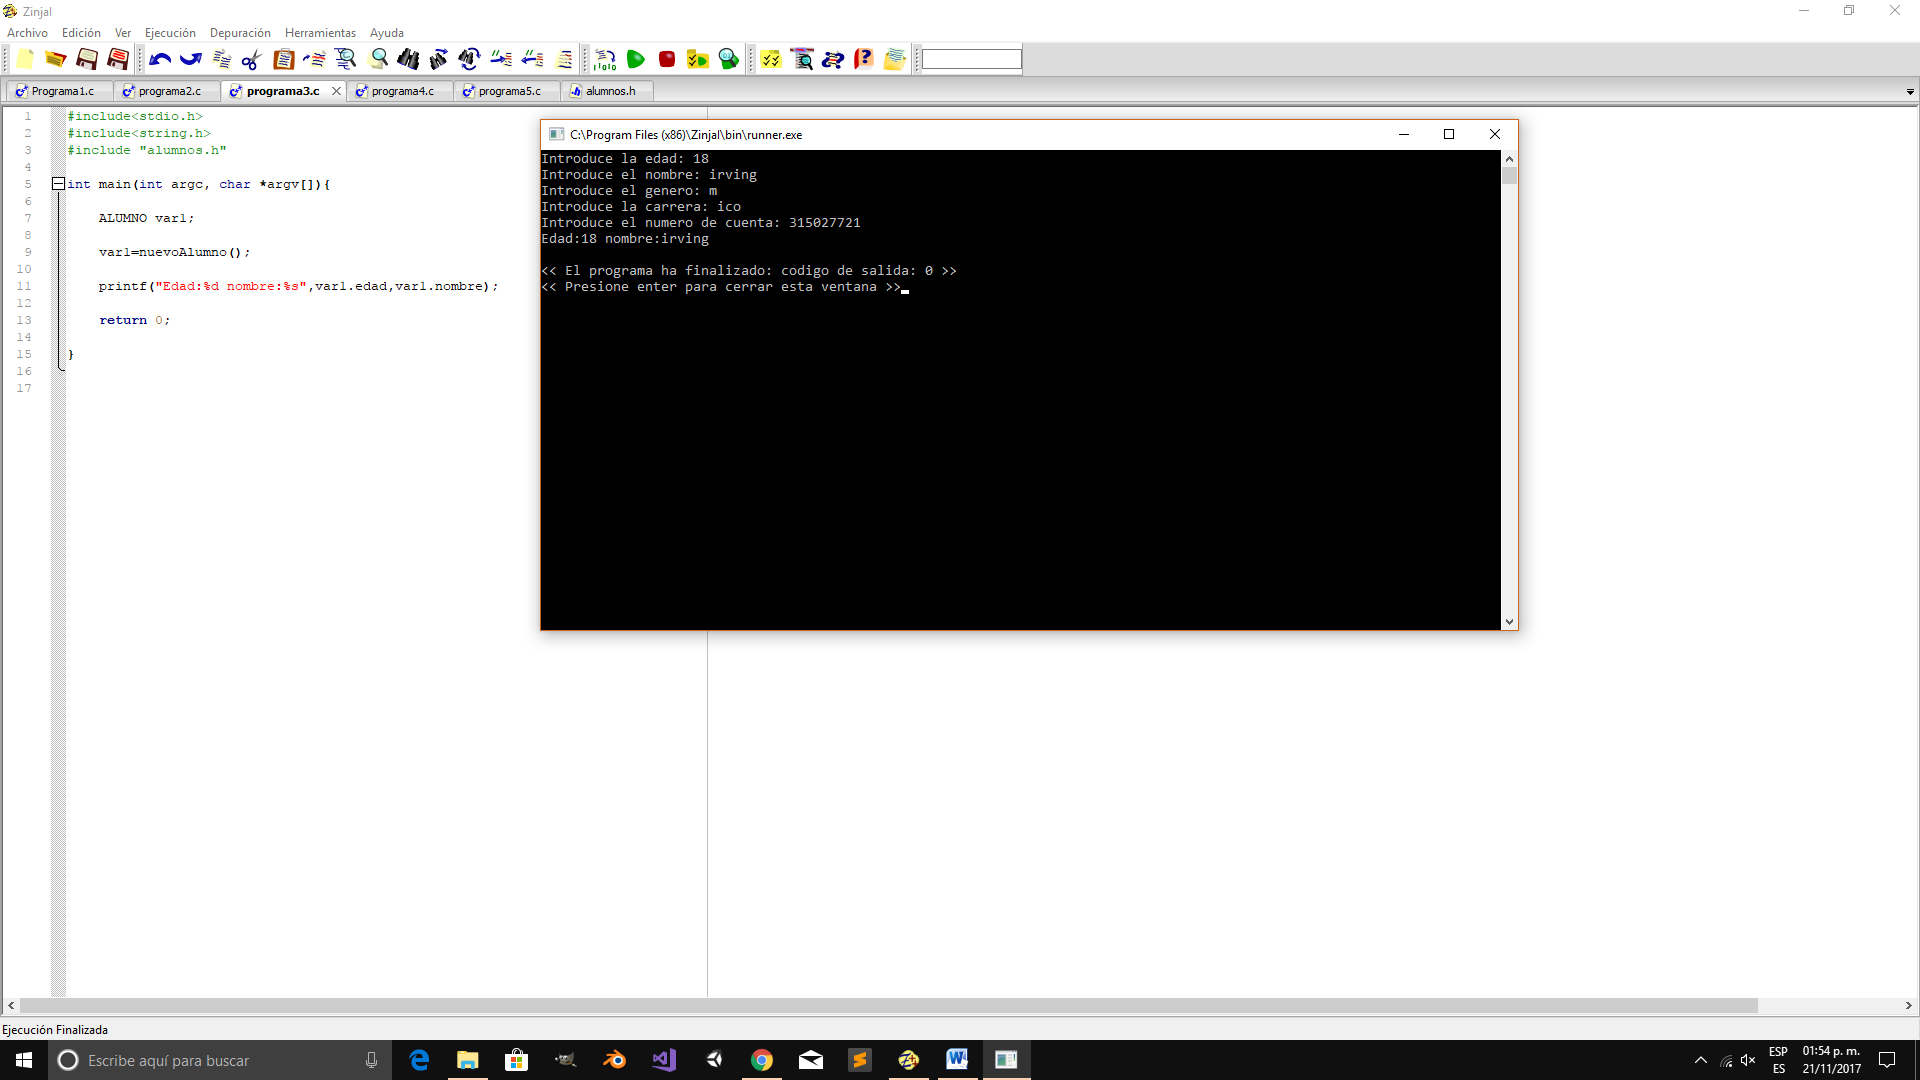 Zinjal
Archivo Edición Ver Ejecución Depuración Herramientas Ayuda
Programa1.c programa2.c programa3.c programa4.c programa5.c alumnos.h
1 #include<stdio.h>
2 #include<string.h>
3 #include "alumnos.h"
4
5 int main(int argc, char *argv[]){
6
7 ALUMNO var1;
8
9 var1=nuevoAlumno();
10
11 printf("Edad:%d nombre:%s",var1.edad,var1.nombre);
12
13 return 0;
14
15 }
16
17
C:\Program Files (x86)\Zinjal\bin\runner.exe
Introduce la edad: 18
Introduce el nombre: irving
Introduce el genero: m
Introduce la carrera: ico
Introduce el numero de cuenta: 315027721
Edad:18 nombre:irving
<< El programa ha finalizado: codigo de salida: 0 >>
<< Presione enter para cerrar esta ventana >>
Ejecución Finalizada
Escribe aquí para buscar
ESP 01:54 p. m.
ES 21/11/2017